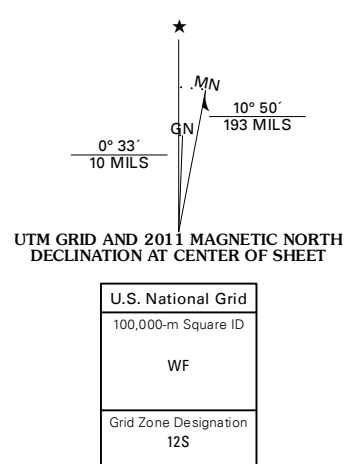 ★
MN
10° 50´
193 MILS
GN
0° 33´
10 MILS
UTM GRID AND 2011 MAGNETIC NORTH
DECLINATION AT CENTER OF SHEET
U.S. National Grid
100,000-m Square ID
WF
Grid Zone Designation
12S